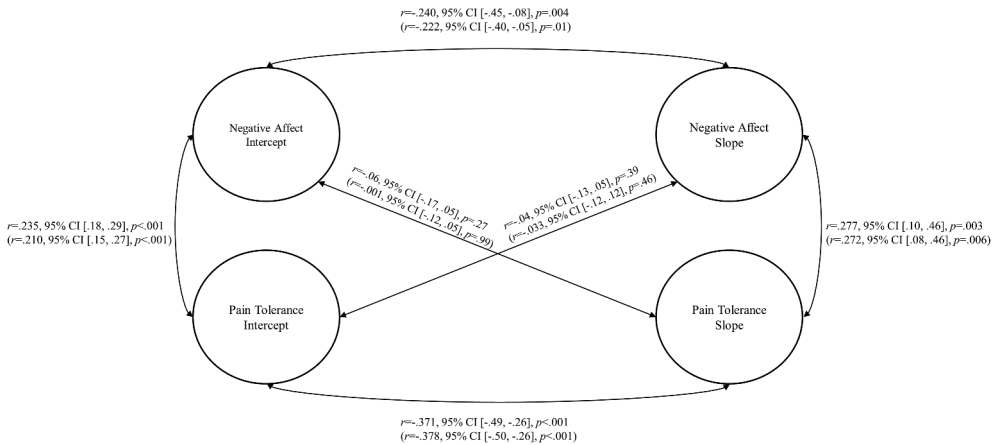 r=-.240, 95% CI [-.45, -.08], p=.004
(r=-.222, 95% CI [-.40, -.05], p=.01)
Negative Affect
Intercept
Negative Affect
Slope
r=-.06, 95% CI [-.17, .05], p=.27
(r=-.001, 95% CI [-.12, .05], p=.99)
r=-.04, 95% CI [-.13, .05], p=.39
(r=-.033, 95% CI [-.12, .12], p=.46)
r=.235, 95% CI [.18, .29], p<.001
(r=.210, 95% CI [.15, .27], p<.001)
r=.277, 95% CI [.10, .46], p=.003
(r=.272, 95% CI [.08, .46], p=.006)
Pain Tolerance
Intercept
Pain Tolerance
Slope
r=-.371, 95% CI [-.49, -.26], p<.001
(r=-.378, 95% CI [-.50, -.26], p<.001)